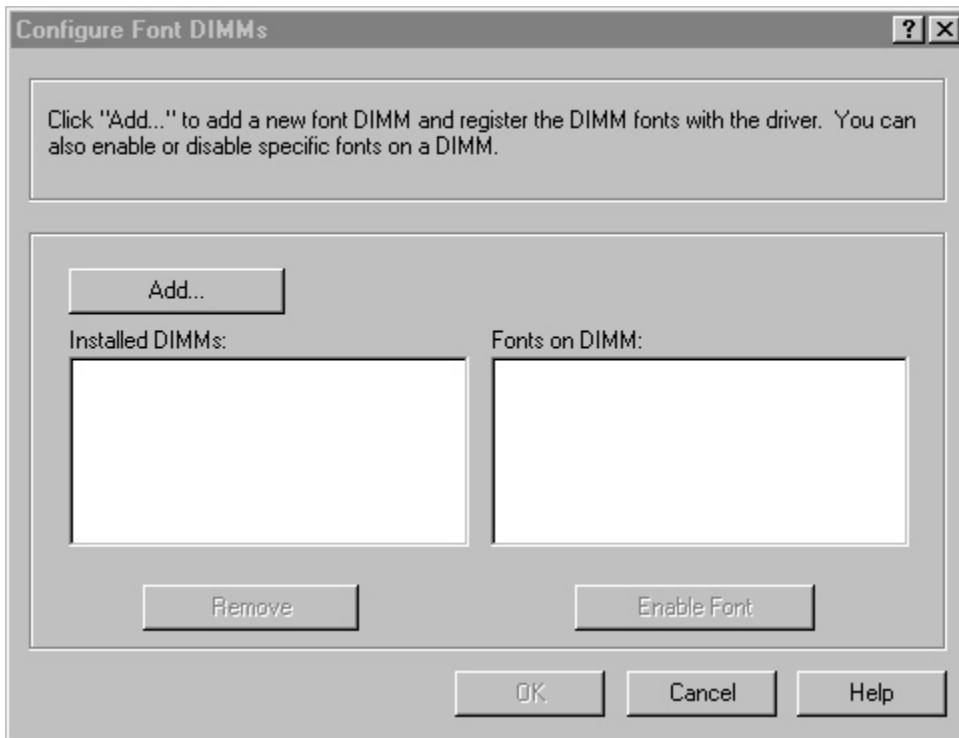 Configure Font DIMMs
Click "Add..." to add a new font DIMM and register the DIMM fonts with the driver.  You can
also enable or disable specific fonts on a DIMM.
Add...
Installed DIMMs:
Fonts on DIMM:
Remove
Enable Font
OK
Cancel
Help